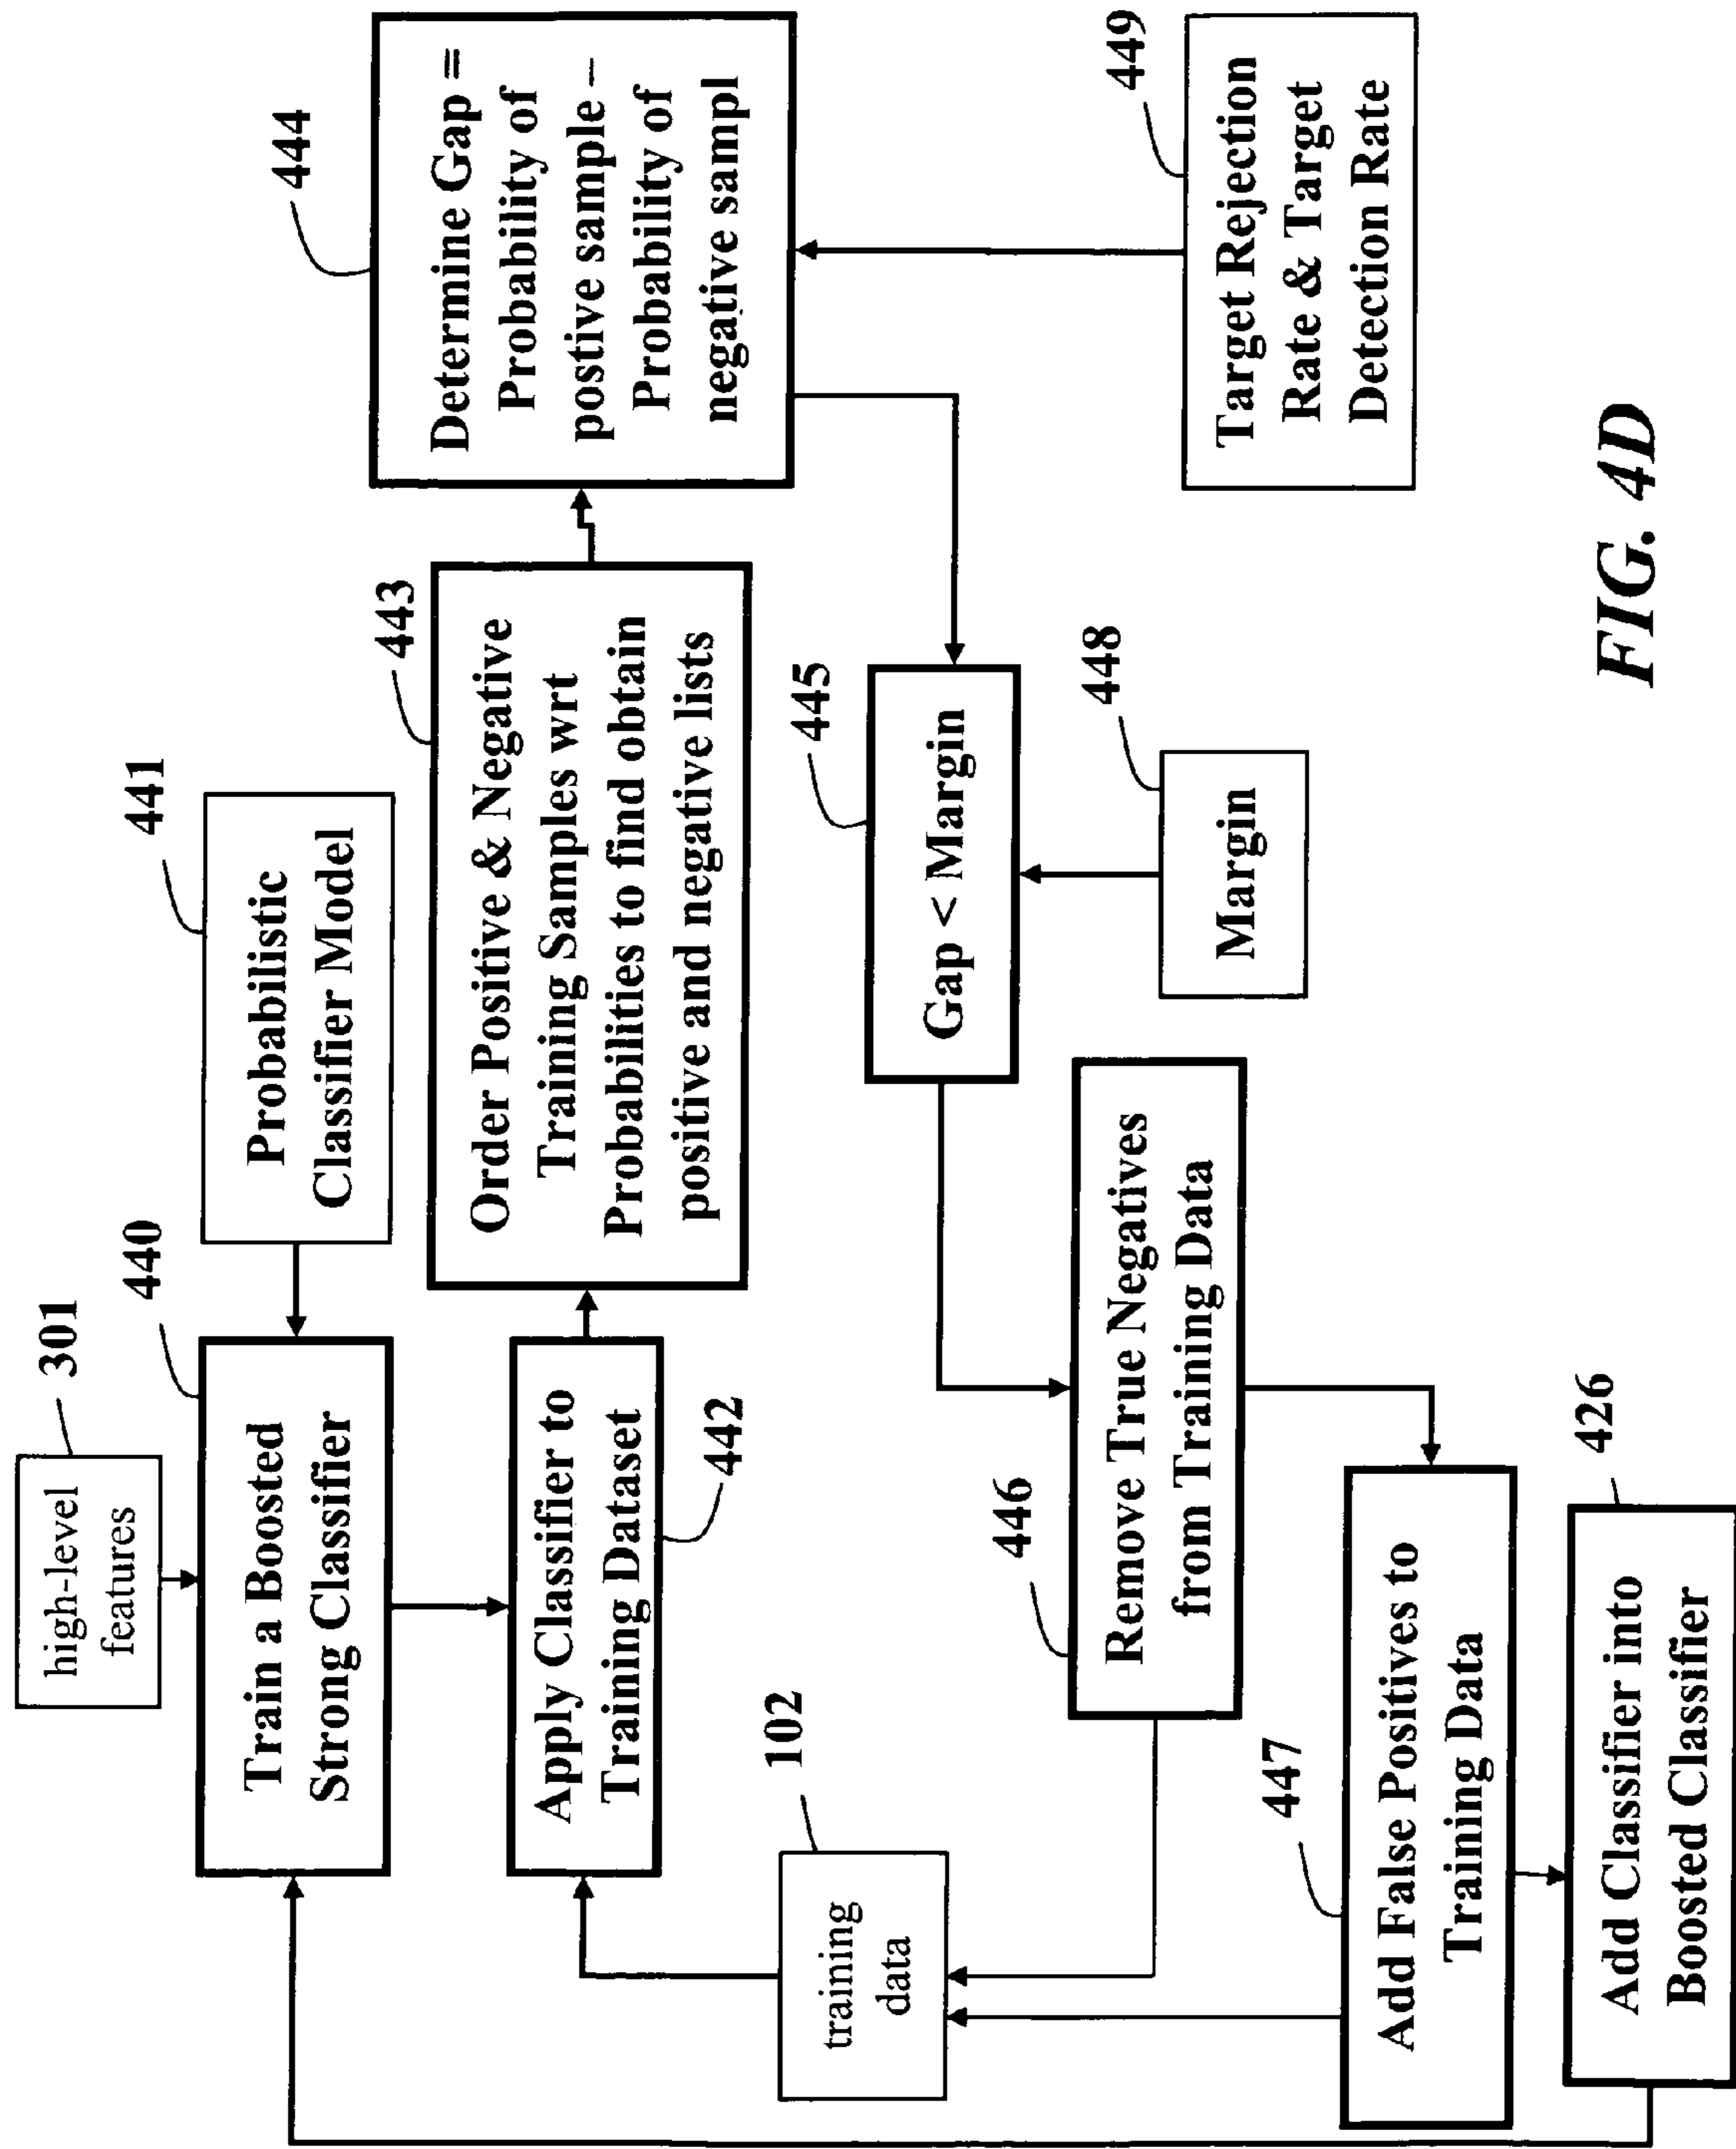 high-level
features
301
Train a Boosted
Strong Classifier
440
Probabilistic
Classifier Model
441
Apply Classifier to
Training Dataset
442
Order Positive & Negative
Training Samples wrt
Probabilities to find obtain
positive and negative lists
443
Determine Gap =
Probability of
postive sample –
Probability of
negative sampl
444
Target Rejection
Rate & Target
Detection Rate
449
Gap < Margin
445
Margin
448
Remove True Negatives
from Training Data
446
training
data
102
Add False Positives to
Training Data
447
Add Classifier into
Boosted Classifier
426
FIG. 4D